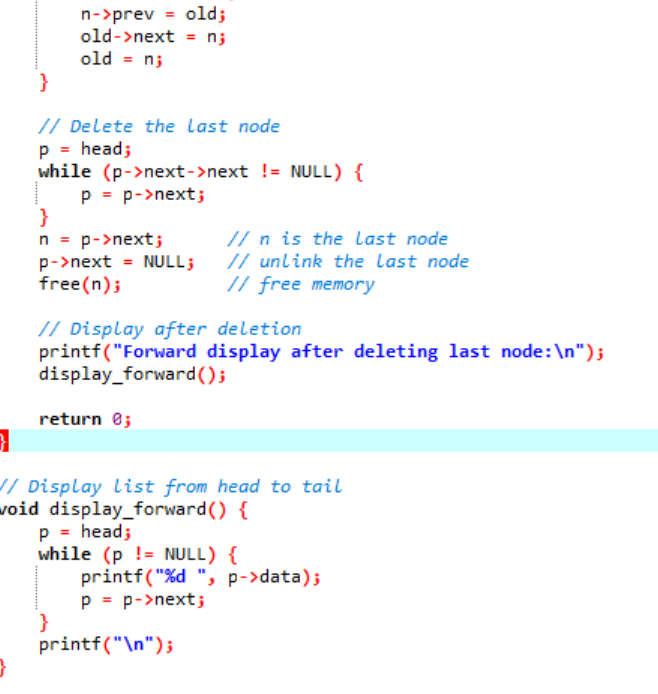 n->prev = old;
old->next = n;
old = n;
}
// Delete the last node
p = head;
while (p->next->next != NULL) {
p = p->next;
}
n = p->next; // n is the last node
p->next = NULL; // unlink the last node
free(n); // free memory
// Display after deletion
printf("Forward display after deleting last node:\n");
display_forward();
return 0;
}
// Display list from head to tail
void display_forward() {
p = head;
while (p != NULL) {
printf("%d ", p->data);
p = p->next;
}
printf("\n");
}